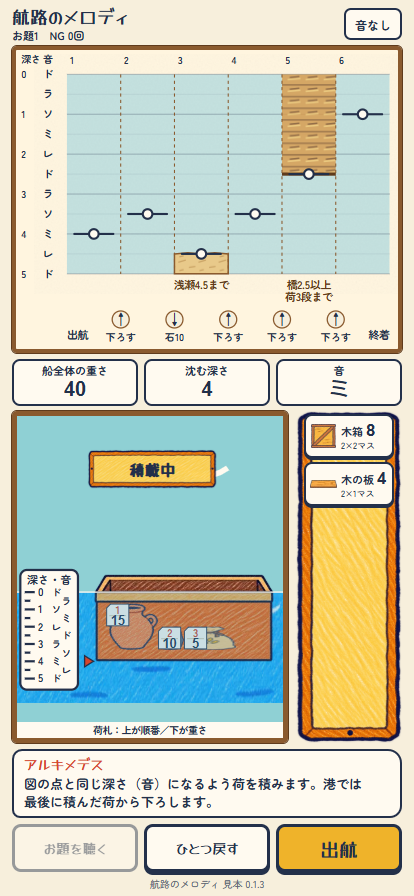 航路のメロディ
お題1 NG 0回
音なし
深さ 音 1 2 3 4 5 6
0 ド
ラ
1 ソ
ミ
2 レ
ド
3 ラ
ソ
4 ミ
レ
5 ド
浅瀬4.5まで
橋2.5以上
荷3段まで
出航 下ろす 石10 下ろす 下ろす 下ろす 終着
船全体の重さ
40
沈む深さ
4
音
ミ
積載中
木箱 8
2×2マス
木の板 4
2×1マス
深さ・音
0 ド
ラ
1 ソ
ミ
2 レ
ド
3 ラ
ソ
4 ミ
レ
5 ド
1
15
2
10
3
5
荷札：上が順番／下が重さ
アルキメデス
図の点と同じ深さ（音）になるよう荷を積みます。港では
最後に積んだ荷から下ろします。
お題を聴く
ひとつ戻す
出航
航路のメロディ 見本 0.1.3